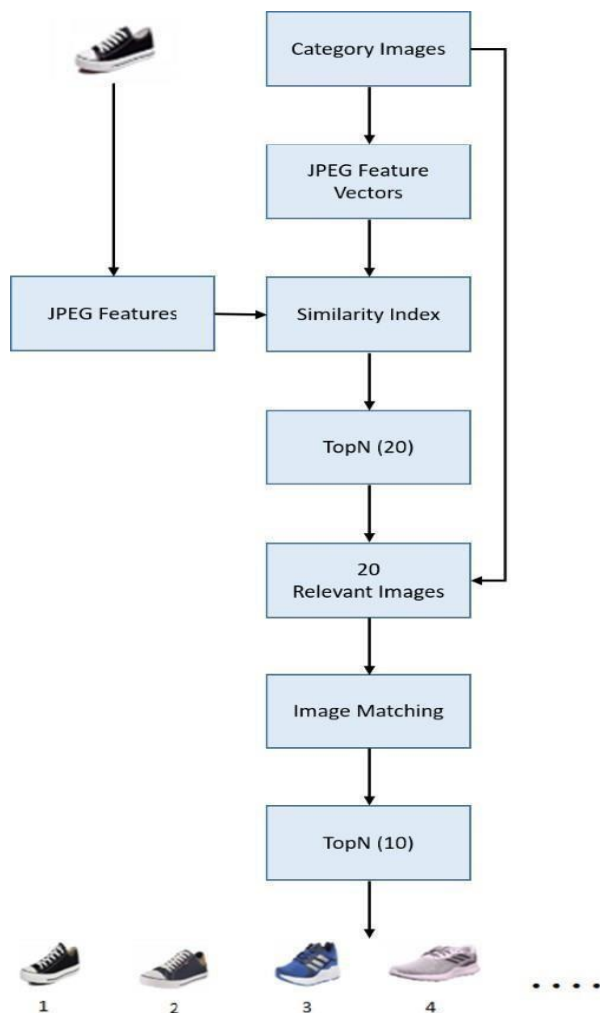 Category Images
JPEG Feature
Vectors
JPEG Features
Similarity Index
TopN (20)
20
Relevant Images
Image Matching
TopN (10)
1
2
3
4
. . . .